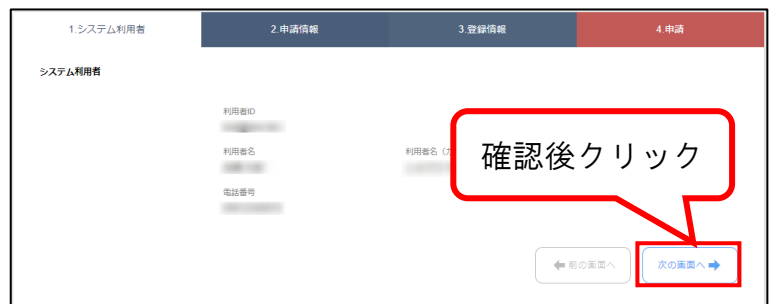 1.システム利用者
2.申請情報
3.登録情報
4.申請
システム利用者
利用者ID
利用者名
利用者名(カ
電話番号
確認後クリック
前の画面へ
次の画面へ